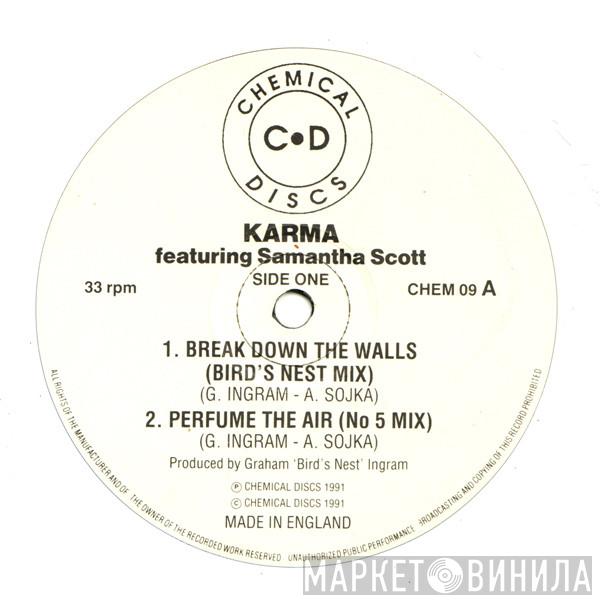 CHEMICAL
C•D
DISCS
KARMA
featuring Samantha Scott
SIDE ONE
33 rpm
CHEM 09 A
1. BREAK DOWN THE WALLS
(BIRD'S NEST MIX)
(G. INGRAM - A. SOJKA)
2. PERFUME THE AIR (No 5 MIX)
(G. INGRAM - A. SOJKA)
Produced by Graham 'Bird's Nest' Ingram
℗ CHEMICAL DISCS 1991
© CHEMICAL DISCS 1991
MADE IN ENGLAND
ALL RIGHTS OF THE MANUFACTURER AND OF THE OWNER OF THE RECORDED WORK RESERVED UNAUTHORIZED PUBLIC PERFORMANCE BROADCASTING AND COPYING OF THIS RECORD PROHIBITED
МАРКЕТ ВИНИЛА